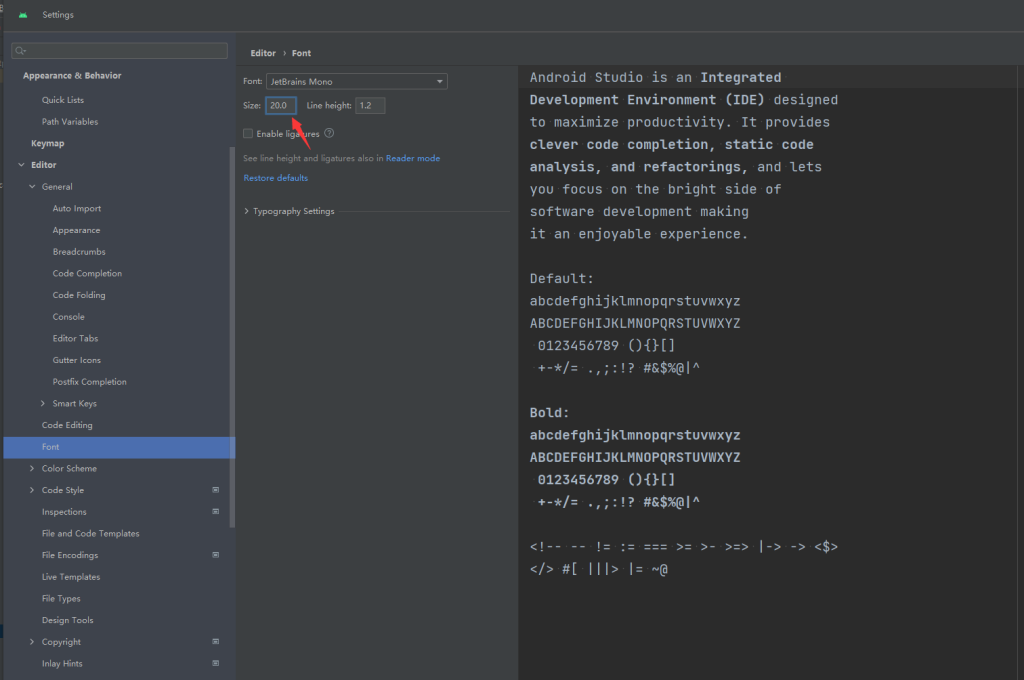 Settings
Appearance & Behavior
Quick Lists
Path Variables
Keymap
Editor
General
Auto Import
Appearance
Breadcrumbs
Code Completion
Code Folding
Console
Editor Tabs
Gutter Icons
Postfix Completion
Smart Keys
Code Editing
Font
Color Scheme
Code Style
Inspections
File and Code Templates
File Encodings
Live Templates
File Types
Design Tools
Copyright
Inlay Hints
Editor › Font
Font: JetBrains Mono
Size: 20.0 Line height: 1.2
Enable ligatures ?
See line height and ligatures also in Reader mode
Restore defaults
Typography Settings
Android Studio is an Integrated
Development Environment (IDE) designed
to maximize productivity. It provides
clever code completion, static code
analysis, and refactorings, and lets
you focus on the bright side of
software development making
it an enjoyable experience.
Default:
abcdefghijklmnopqrstuvwxyz
ABCDEFGHIJKLMNOPQRSTUVWXYZ
0123456789 (){}[]
+-*/= .,;:!? #&$%@|^
Bold:
abcdefghijklmnopqrstuvwxyz
ABCDEFGHIJKLMNOPQRSTUVWXYZ
0123456789 (){}[]
+-*/= .,;:!? #&$%@|^
<!-- -- != := === >= >- >=> |-> -> <$>
</> #[ |||> |= ~@